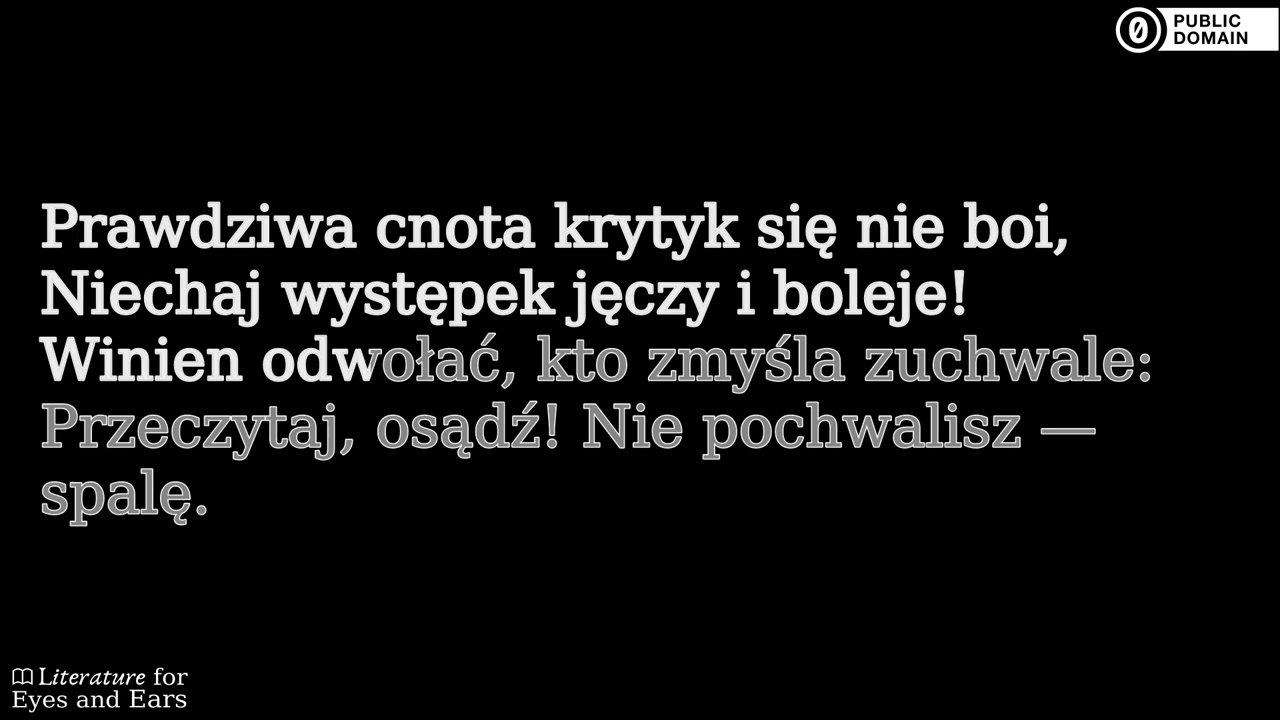 PUBLIC
DOMAIN
Prawdziwa cnota krytyk się nie boi,
Niechaj występek jęczy i boleje!
Winien odwołać, kto zmyśla zuchwale:
Przeczytaj, osądź! Nie pochwalisz —
spalę.
Literature for
Eyes and Ears